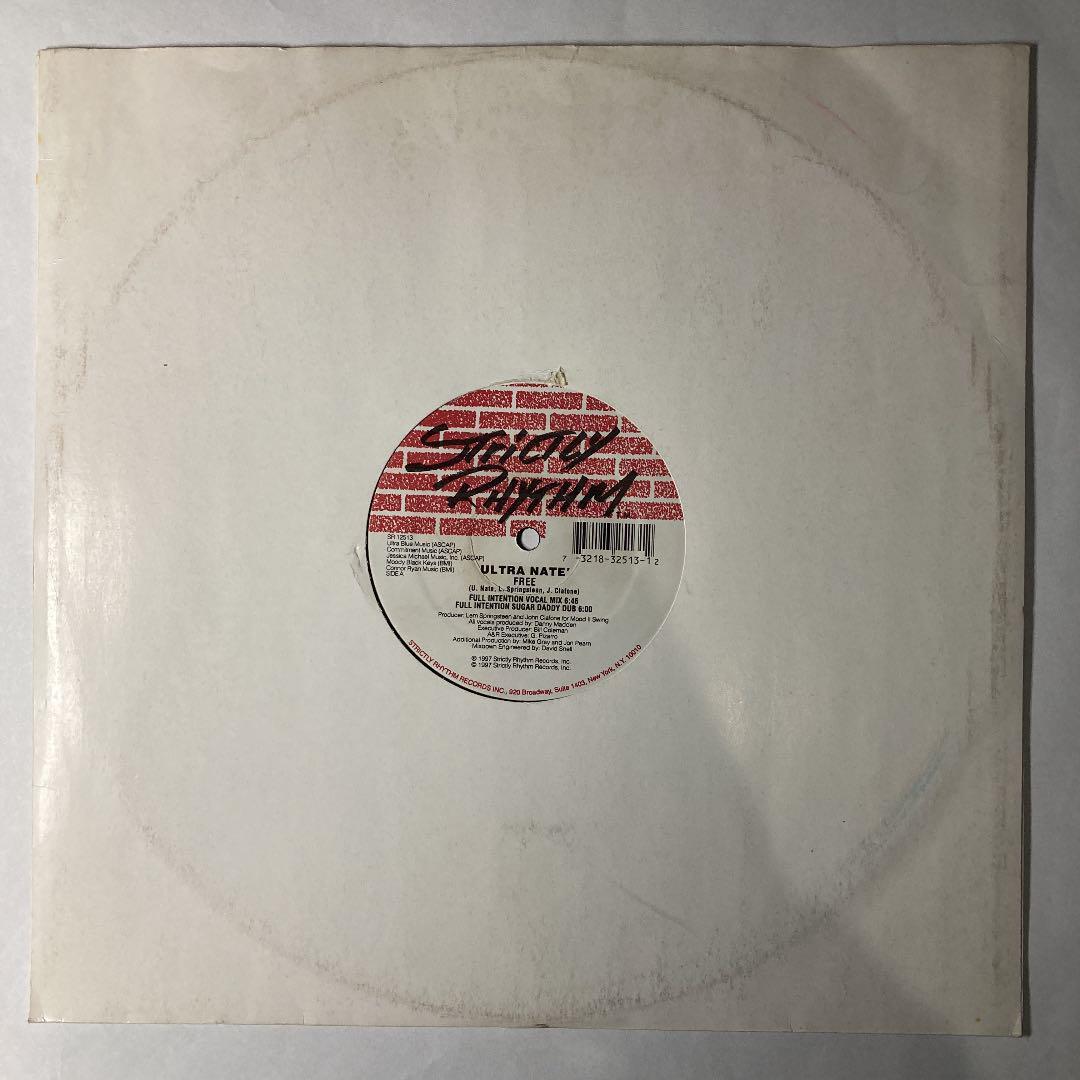 STRICTLY
RHYTHM
T.M.
SR 12513
Ultra Blue Music (ASCAP)
Commitment Music (ASCAP)
Jessica Michael Music, Inc. (ASCAP)
Moody Black Keys (BMI)
Connor Ryan Music (BMI)
SIDE A
7 -3218-32513-1 2
ULTRA NATE'
FREE
(U. Nate, L. Springsteen, J. Ciafone)
FULL INTENTION VOCAL MIX 6:45
FULL INTENTION SUGAR DADDY DUB 6:00
Producer: Lem Springsteen and John Ciafone for Mood II Swing
All vocals produced by: Danny Madden
Executive Producer: Bill Coleman
A&R Executive: G. Pizarro
Additional Production by: Mike Gray and Jon Pearn
Mixdown Engineered by: David Snell
℗ 1997 Strictly Rhythm Records, Inc.
© 1997 Strictly Rhythm Records, Inc.
STRICTLY RHYTHM RECORDS INC., 920 Broadway, Suite 1403, New York, N.Y. 10010